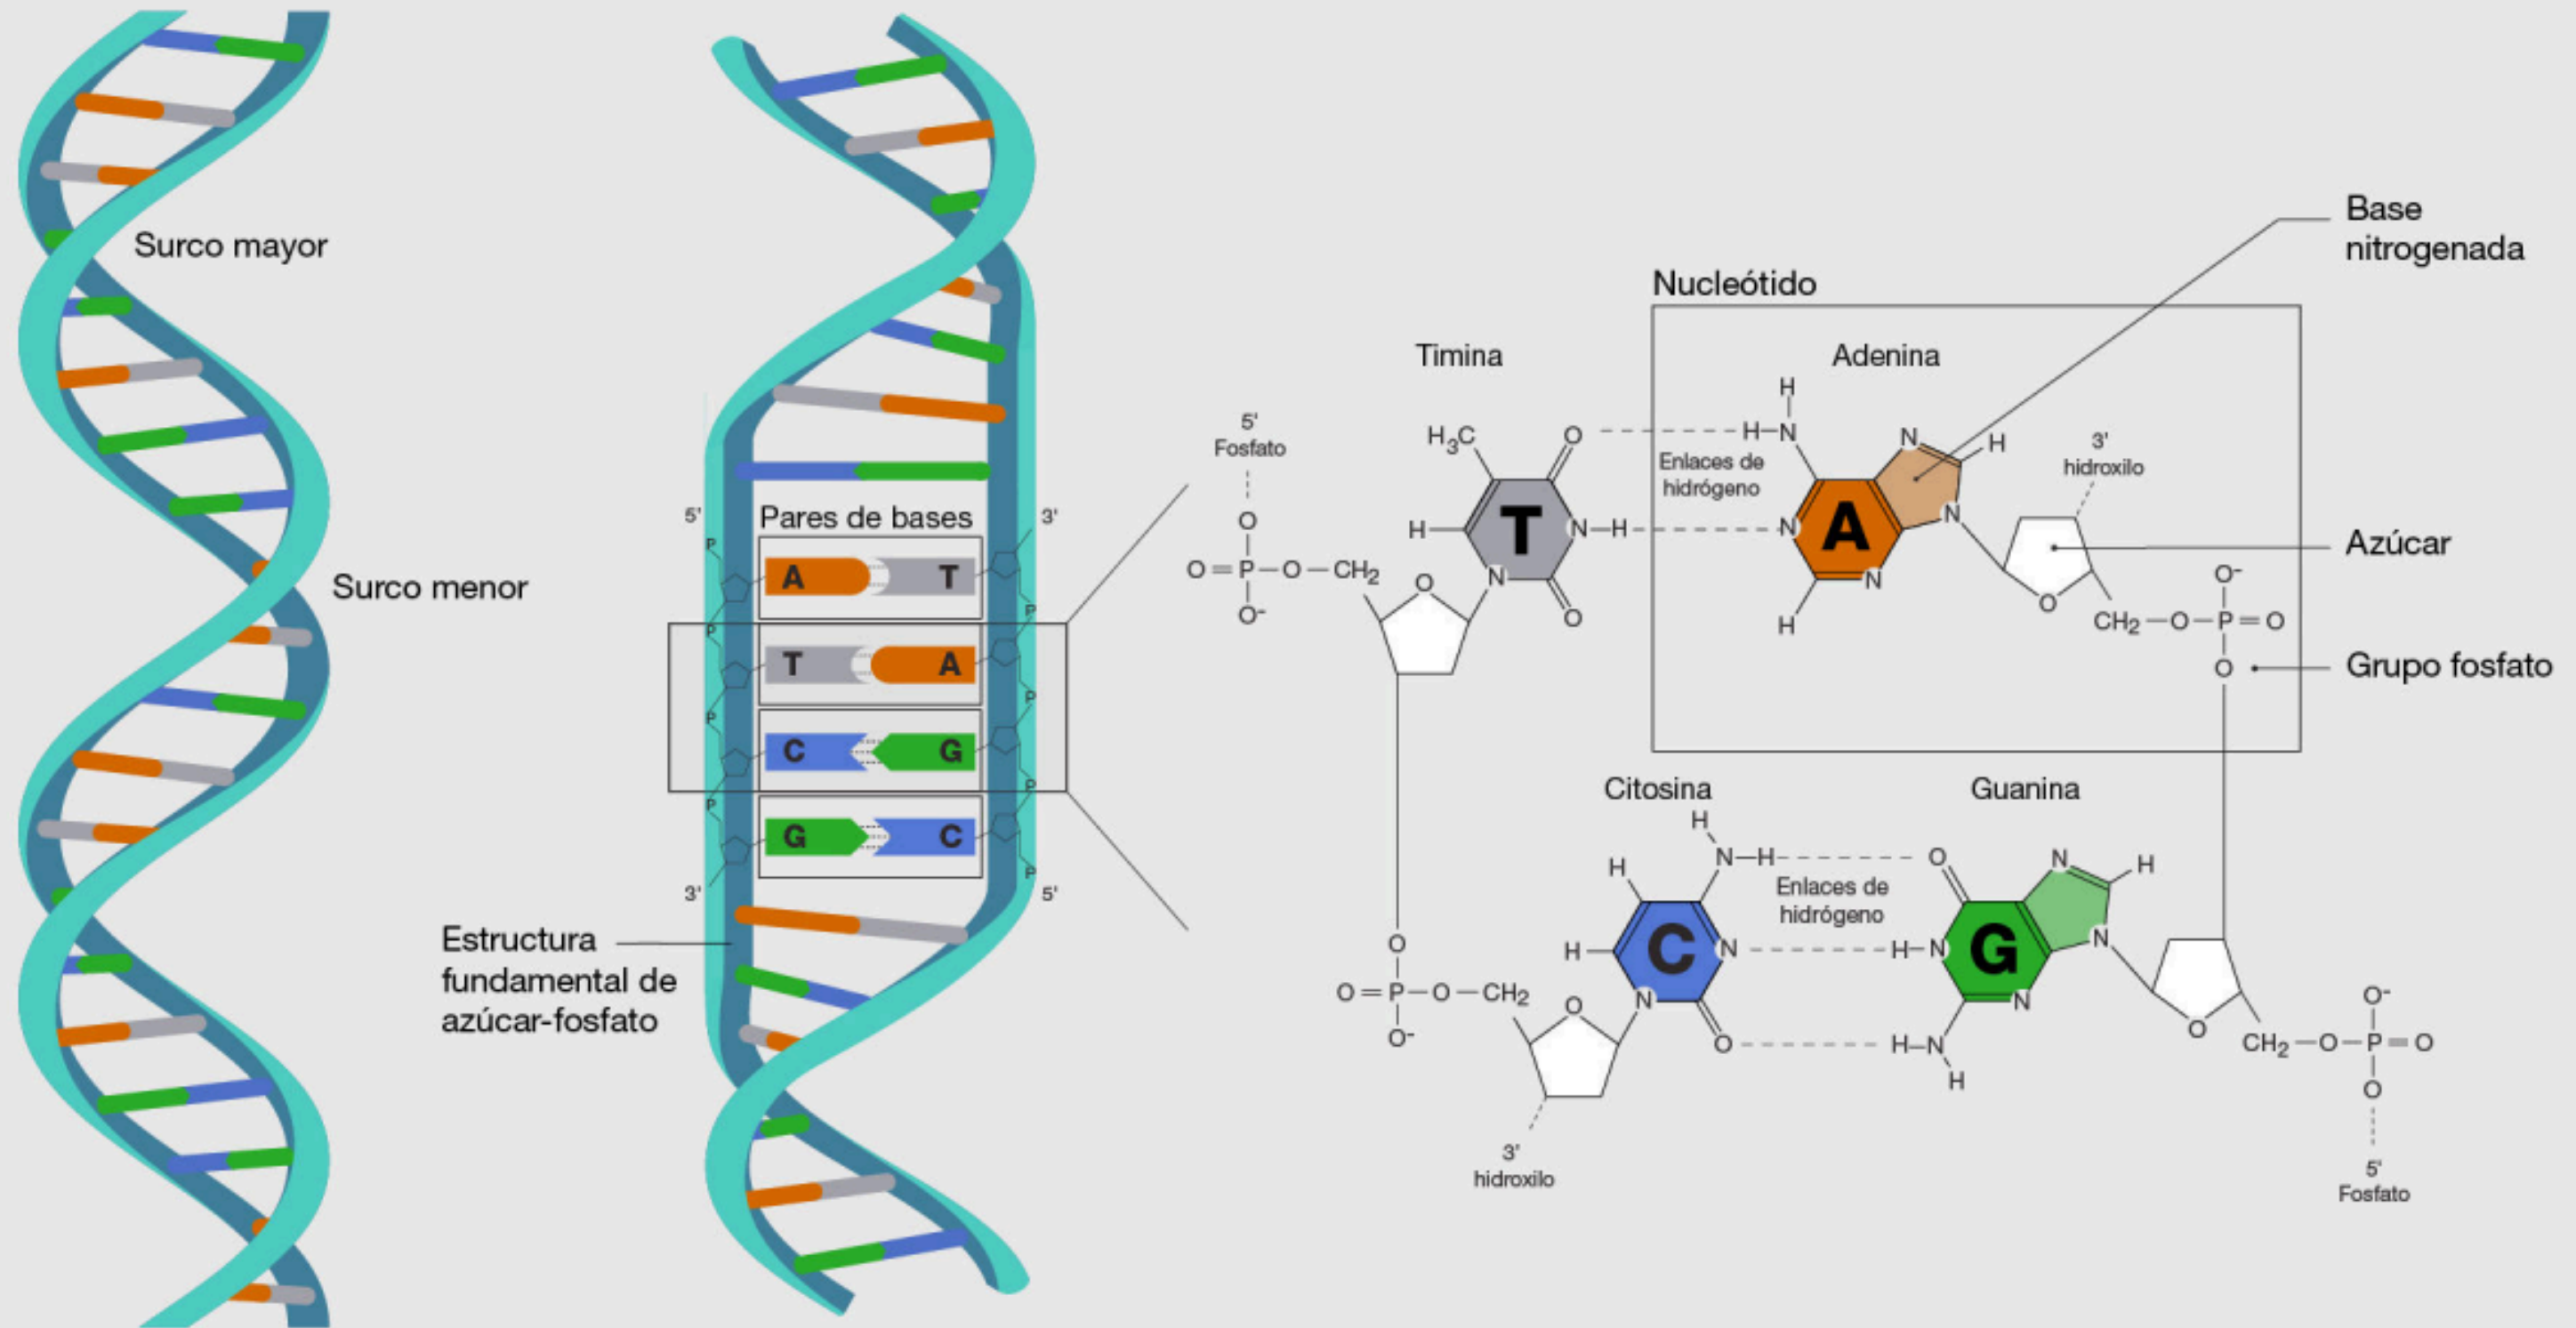 Surco mayor
Surco menor
5'
Pares de bases
3'
P
A
T
P
P
T
A
P
P
C
G
P
P
G
C
P
3'
5'
Estructura
fundamental de
azúcar-fosfato
Base
nitrogenada
Nucleótido
Timina
Adenina
H
5'
Fosfato
H₃C
O
H–N
N
H
3'
hidroxilo
Enlaces de
hidrógeno
O
H
T
N–H
N
A
N
Azúcar
O=P–O–CH₂
O
N
N
O⁻
O
O⁻
O
H
CH₂–O–P=O
O
Grupo fosfato
Citosina
Guanina
H
H
N–H
O
N
H
Enlaces de
hidrógeno
O
H
C
N
H–N
G
N
O=P–O–CH₂
O
N
N
O⁻
O⁻
O
H–N
O
CH₂–O–P=O
H
O
3'
hidroxilo
5'
Fosfato